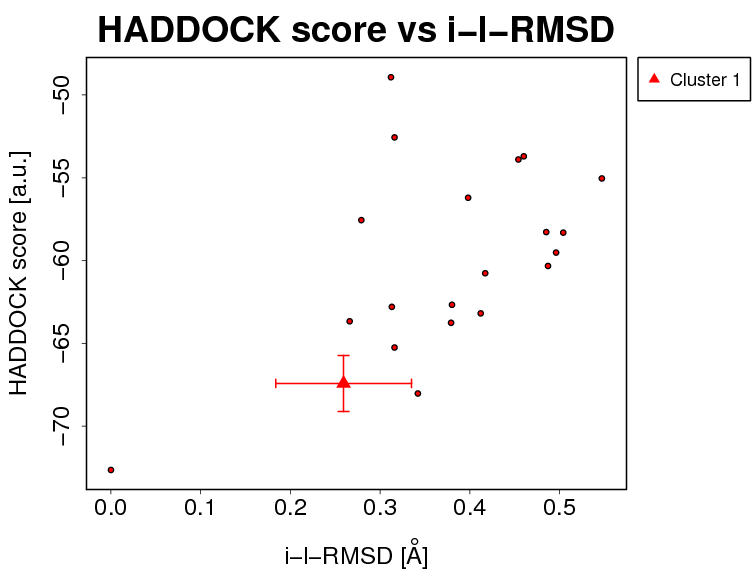 HADDOCK score vs i−l−RMSD
Cluster 1
HADDOCK score [a.u.]
−50
−55
−60
−65
−70
0.0 0.1 0.2 0.3 0.4 0.5
i−l−RMSD [Å]